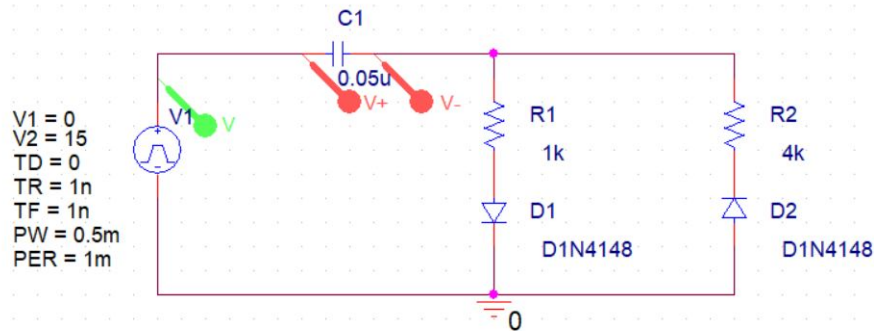 C1
0.05u
V+
V-
V1
V
V1 = 0
V2 = 15
TD = 0
TR = 1n
TF = 1n
PW = 0.5m
PER = 1m
R1
1k
R2
4k
D1
D1N4148
D2
D1N4148
0